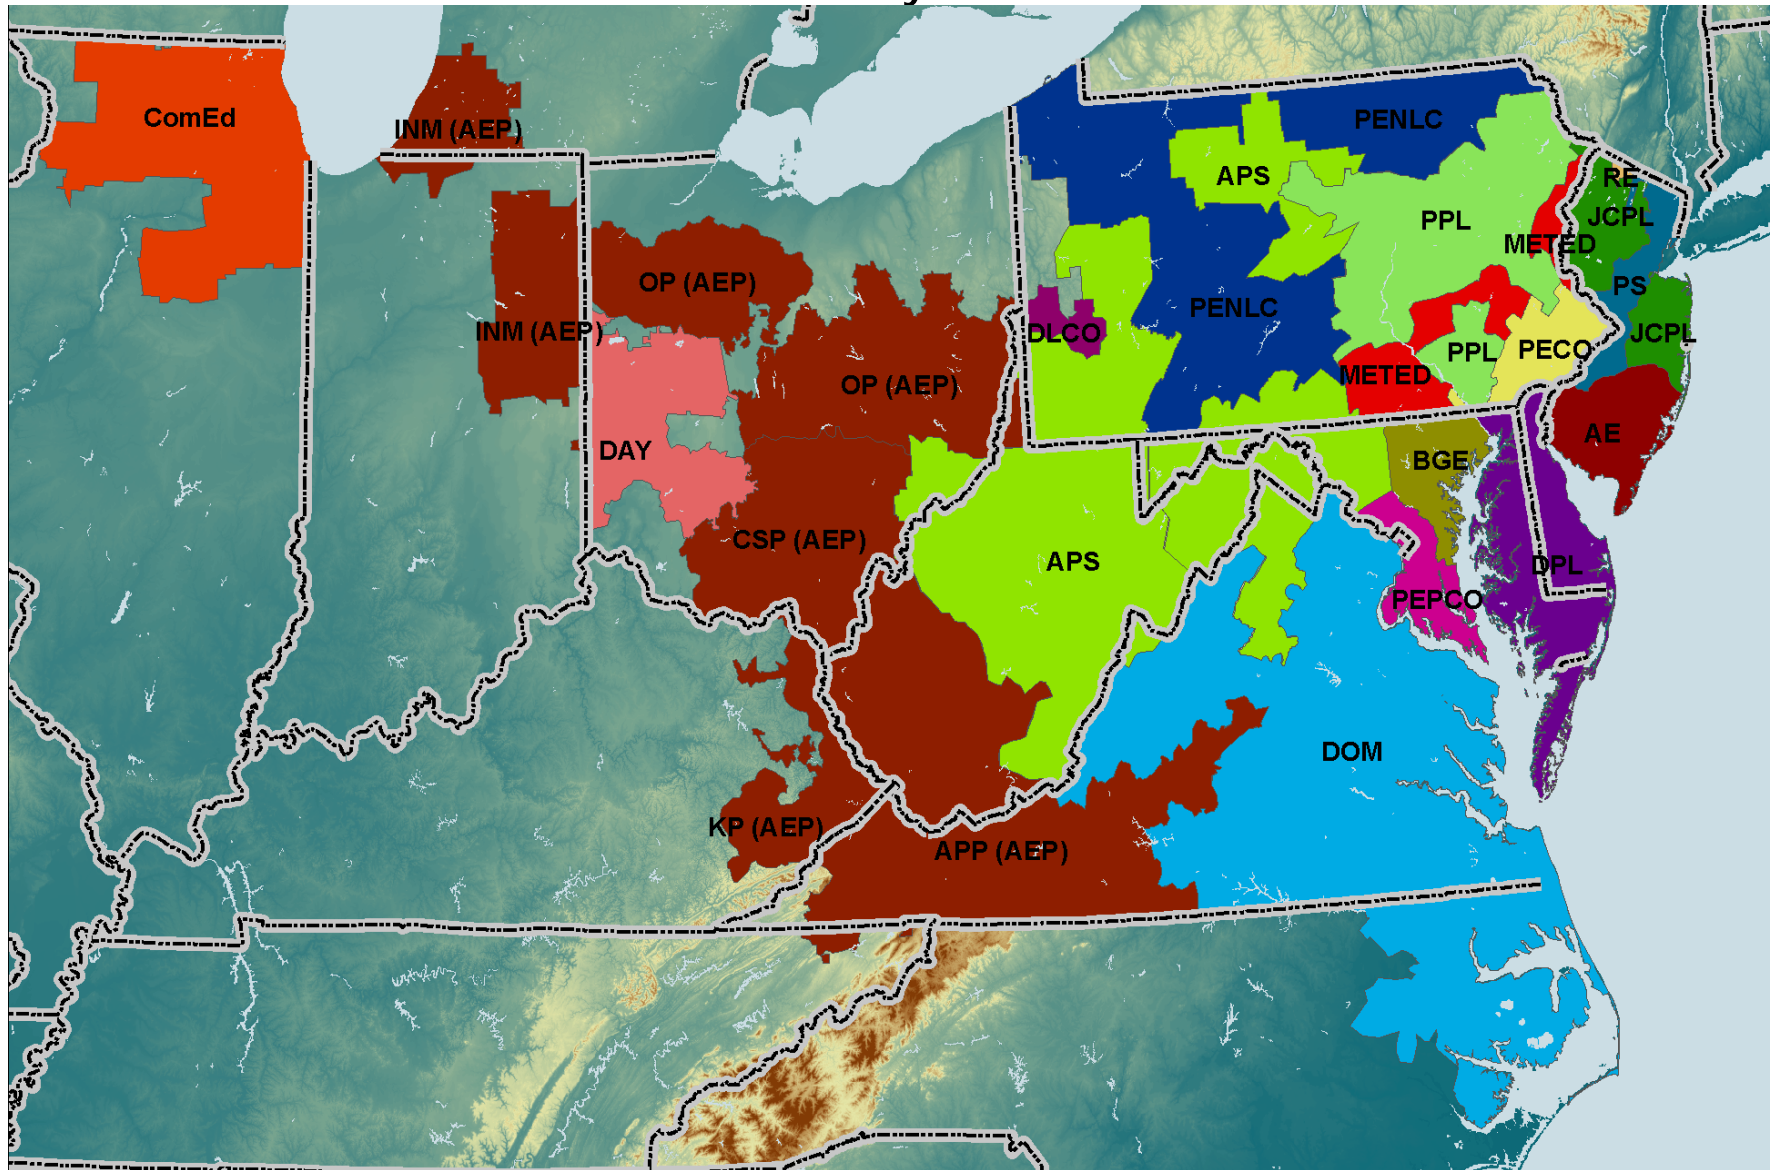 ComEd
INM (AEP)
PENLC
APS
RE
JCPL
PPL
METED
OP (AEP)
PS
PENLC
INM (AEP)
DLCO
JCPL
PPL
PECO
METED
OP (AEP)
AE
DAY
BGE
CSP (AEP)
APS
DPL
PEPCO
DOM
KP (AEP)
APP (AEP)